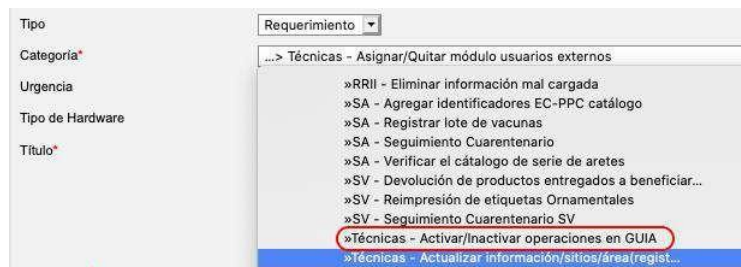 Tipo
Requerimiento
Categoría*
...> Técnicas - Asignar/Quitar módulo usuarios externos
Urgencia
»RRII - Eliminar información mal cargada
»SA - Agregar identificadores EC-PPC catálogo
Tipo de Hardware
»SA - Registrar lote de vacunas
»SA - Seguimiento Cuarentenario
Título*
»SA - Verificar el cátalogo de serie de aretes
»SV - Devolución de productos entregados a beneficiar...
»SV - Reimpresión de etiquetas Ornamentales
»SV - Seguimiento Cuarentenario SV
»Técnicas - Activar/Inactivar operaciones en GUIA
»Técnicas - Actualizar información/sitios/área(regist...